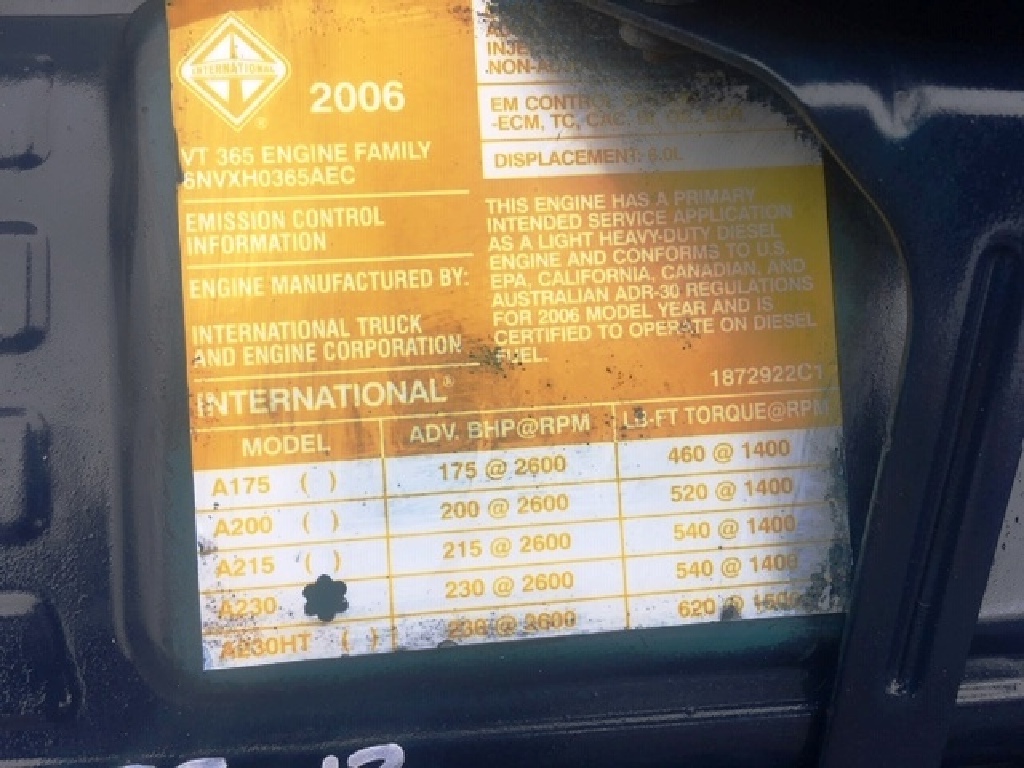 INTERNATIONAL
®
2006
VT 365 ENGINE FAMILY
6NVXH0365AEC
EMISSION CONTROL
INFORMATION
ENGINE MANUFACTURED BY:
INTERNATIONAL TRUCK
AND ENGINE CORPORATION
INTERNATIONAL®
EM CONTROL
-ECM, TC, CAC,
DISPLACEMENT: 6.0L
THIS ENGINE HAS A PRIMARY
INTENDED SERVICE APPLICATION
AS A LIGHT HEAVY-DUTY DIESEL
ENGINE AND CONFORMS TO U.S.
EPA, CALIFORNIA, CANADIAN, AND
AUSTRALIAN ADR-30 REGULATIONS
FOR 2006 MODEL YEAR AND IS
CERTIFIED TO OPERATE ON DIESEL
FUEL.
1872922C1
MODEL ADV. BHP@RPM LB-FT TORQUE@RPM
A175 ( ) 175 @ 2600 460 @ 1400
A200 ( ) 200 @ 2600 520 @ 1400
A215 ( ) 215 @ 2600 540 @ 1400
A230 230 @ 2600 540 @ 1400
( ) 230 @ 2600 620 @